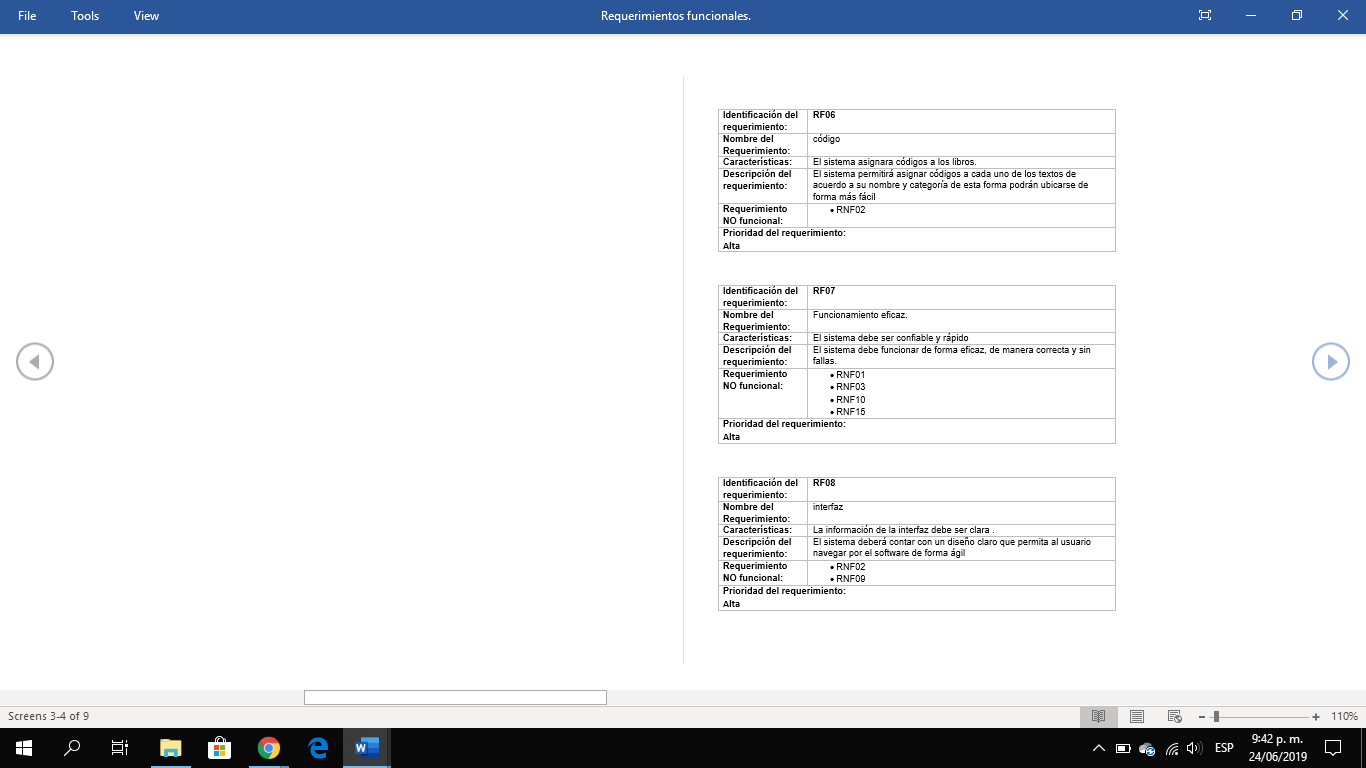 File Tools View Requerimientos funcionales.
Identificación del
requerimiento:
RF06
Nombre del
Requerimiento:
código
Características:
El sistema asignara códigos a los libros.
Descripción del
requerimiento:
El sistema permitirá asignar códigos a cada uno de los textos de
acuerdo a su nombre y categoría de esta forma podrán ubicarse de
forma más fácil
Requerimiento
NO funcional:
• RNF02
Prioridad del requerimiento:
Alta
Identificación del
requerimiento:
RF07
Nombre del
Requerimiento:
Funcionamiento eficaz.
Características:
El sistema debe ser confiable y rápido
Descripción del
requerimiento:
El sistema debe funcionar de forma eficaz, de manera correcta y sin
fallas.
Requerimiento
NO funcional:
• RNF01
• RNF03
• RNF10
• RNF15
Prioridad del requerimiento:
Alta
Identificación del
requerimiento:
RF08
Nombre del
Requerimiento:
interfaz
Características:
La información de la interfaz debe ser clara .
Descripción del
requerimiento:
El sistema deberá contar con un diseño claro que permita al usuario
navegar por el software de forma ágil
Requerimiento
NO funcional:
• RNF02
• RNF09
Prioridad del requerimiento:
Alta
Screens 3-4 of 9
110%
ESP
9:42 p. m.
24/06/2019